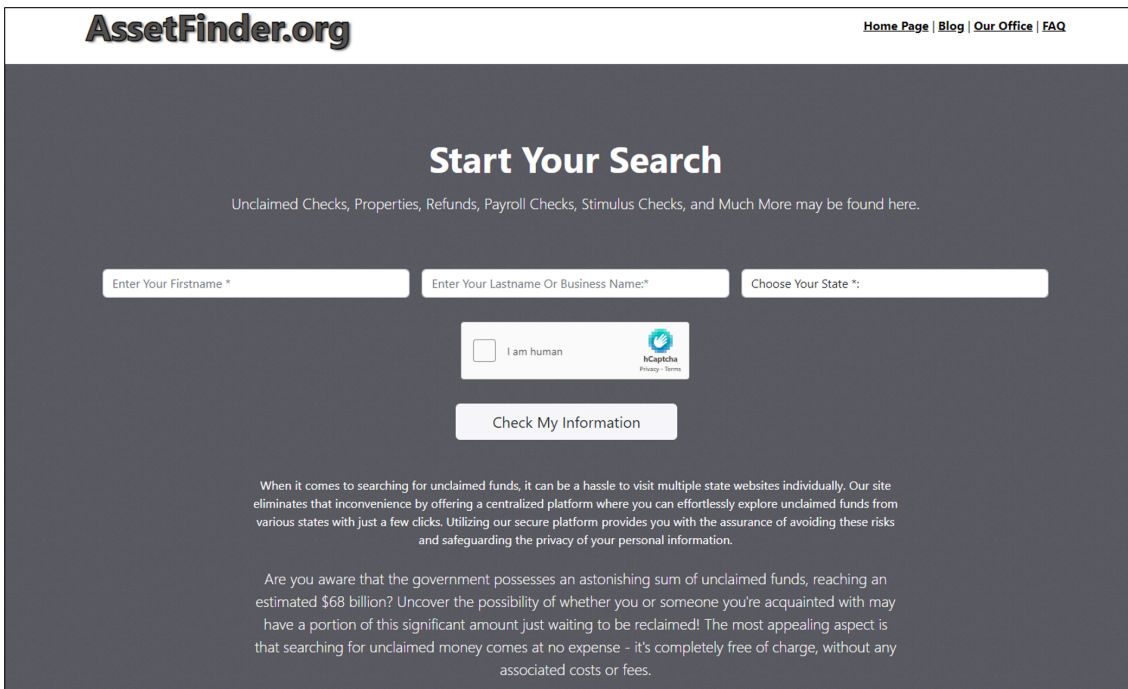 AssetFinder.org
Home Page | Blog | Our Office | FAQ
Start Your Search
Unclaimed Checks, Properties, Refunds, Payroll Checks, Stimulus Checks, and Much More may be found here.
Enter Your Firstname *
Enter Your Lastname Or Business Name:*
Choose Your State *:
I am human
hCaptcha
Privacy - Terms
Check My Information
When it comes to searching for unclaimed funds, it can be a hassle to visit multiple state websites individually. Our site
eliminates that inconvenience by offering a centralized platform where you can effortlessly explore unclaimed funds from
various states with just a few clicks. Utilizing our secure platform provides you with the assurance of avoiding these risks
and safeguarding the privacy of your personal information.
Are you aware that the government possesses an astonishing sum of unclaimed funds, reaching an
estimated $68 billion? Uncover the possibility of whether you or someone you're acquainted with may
have a portion of this significant amount just waiting to be reclaimed! The most appealing aspect is
that searching for unclaimed money comes at no expense - it's completely free of charge, without any
associated costs or fees.